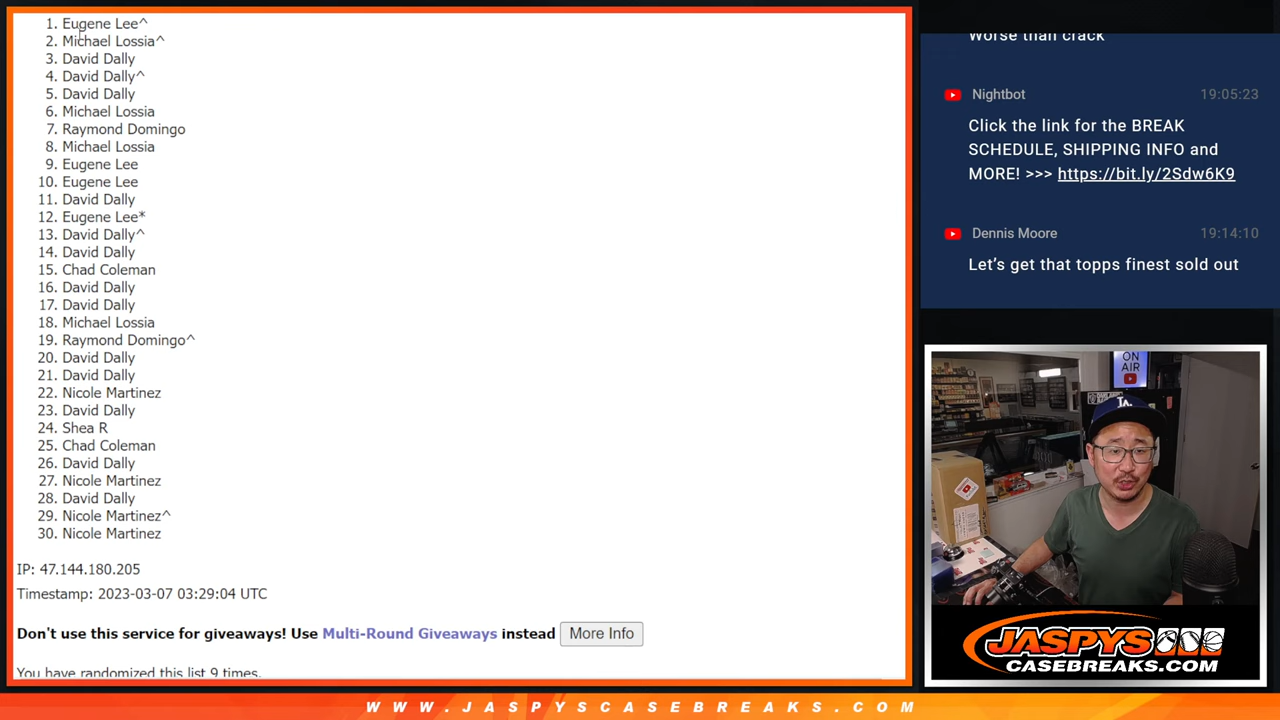 1. Eugene Lee^
2. Michael Lossia^
3. David Dally
4. David Dally^
5. David Dally
6. Michael Lossia
7. Raymond Domingo
8. Michael Lossia
9. Eugene Lee
10. Eugene Lee
11. David Dally
12. Eugene Lee*
13. David Dally^
14. David Dally
15. Chad Coleman
16. David Dally
17. David Dally
18. Michael Lossia
19. Raymond Domingo^
20. David Dally
21. David Dally
22. Nicole Martinez
23. David Dally
24. Shea R
25. Chad Coleman
26. David Dally
27. Nicole Martinez
28. David Dally
29. Nicole Martinez^
30. Nicole Martinez
IP: 47.144.180.205
Timestamp: 2023-03-07 03:29:04 UTC
Don't use this service for giveaways! Use Multi-Round Giveaways instead More Info
You have randomized this list 9 times.
Worse than crack
Nightbot 19:05:23
Click the link for the BREAK
SCHEDULE, SHIPPING INFO and
MORE! >>> https://bit.ly/2Sdw6K9
Dennis Moore 19:14:10
Let's get that topps finest sold out
ON
AIR
LA
JASPYS
CASEBREAKS.COM
WWW.JASPYSCASEBREAKS.COM